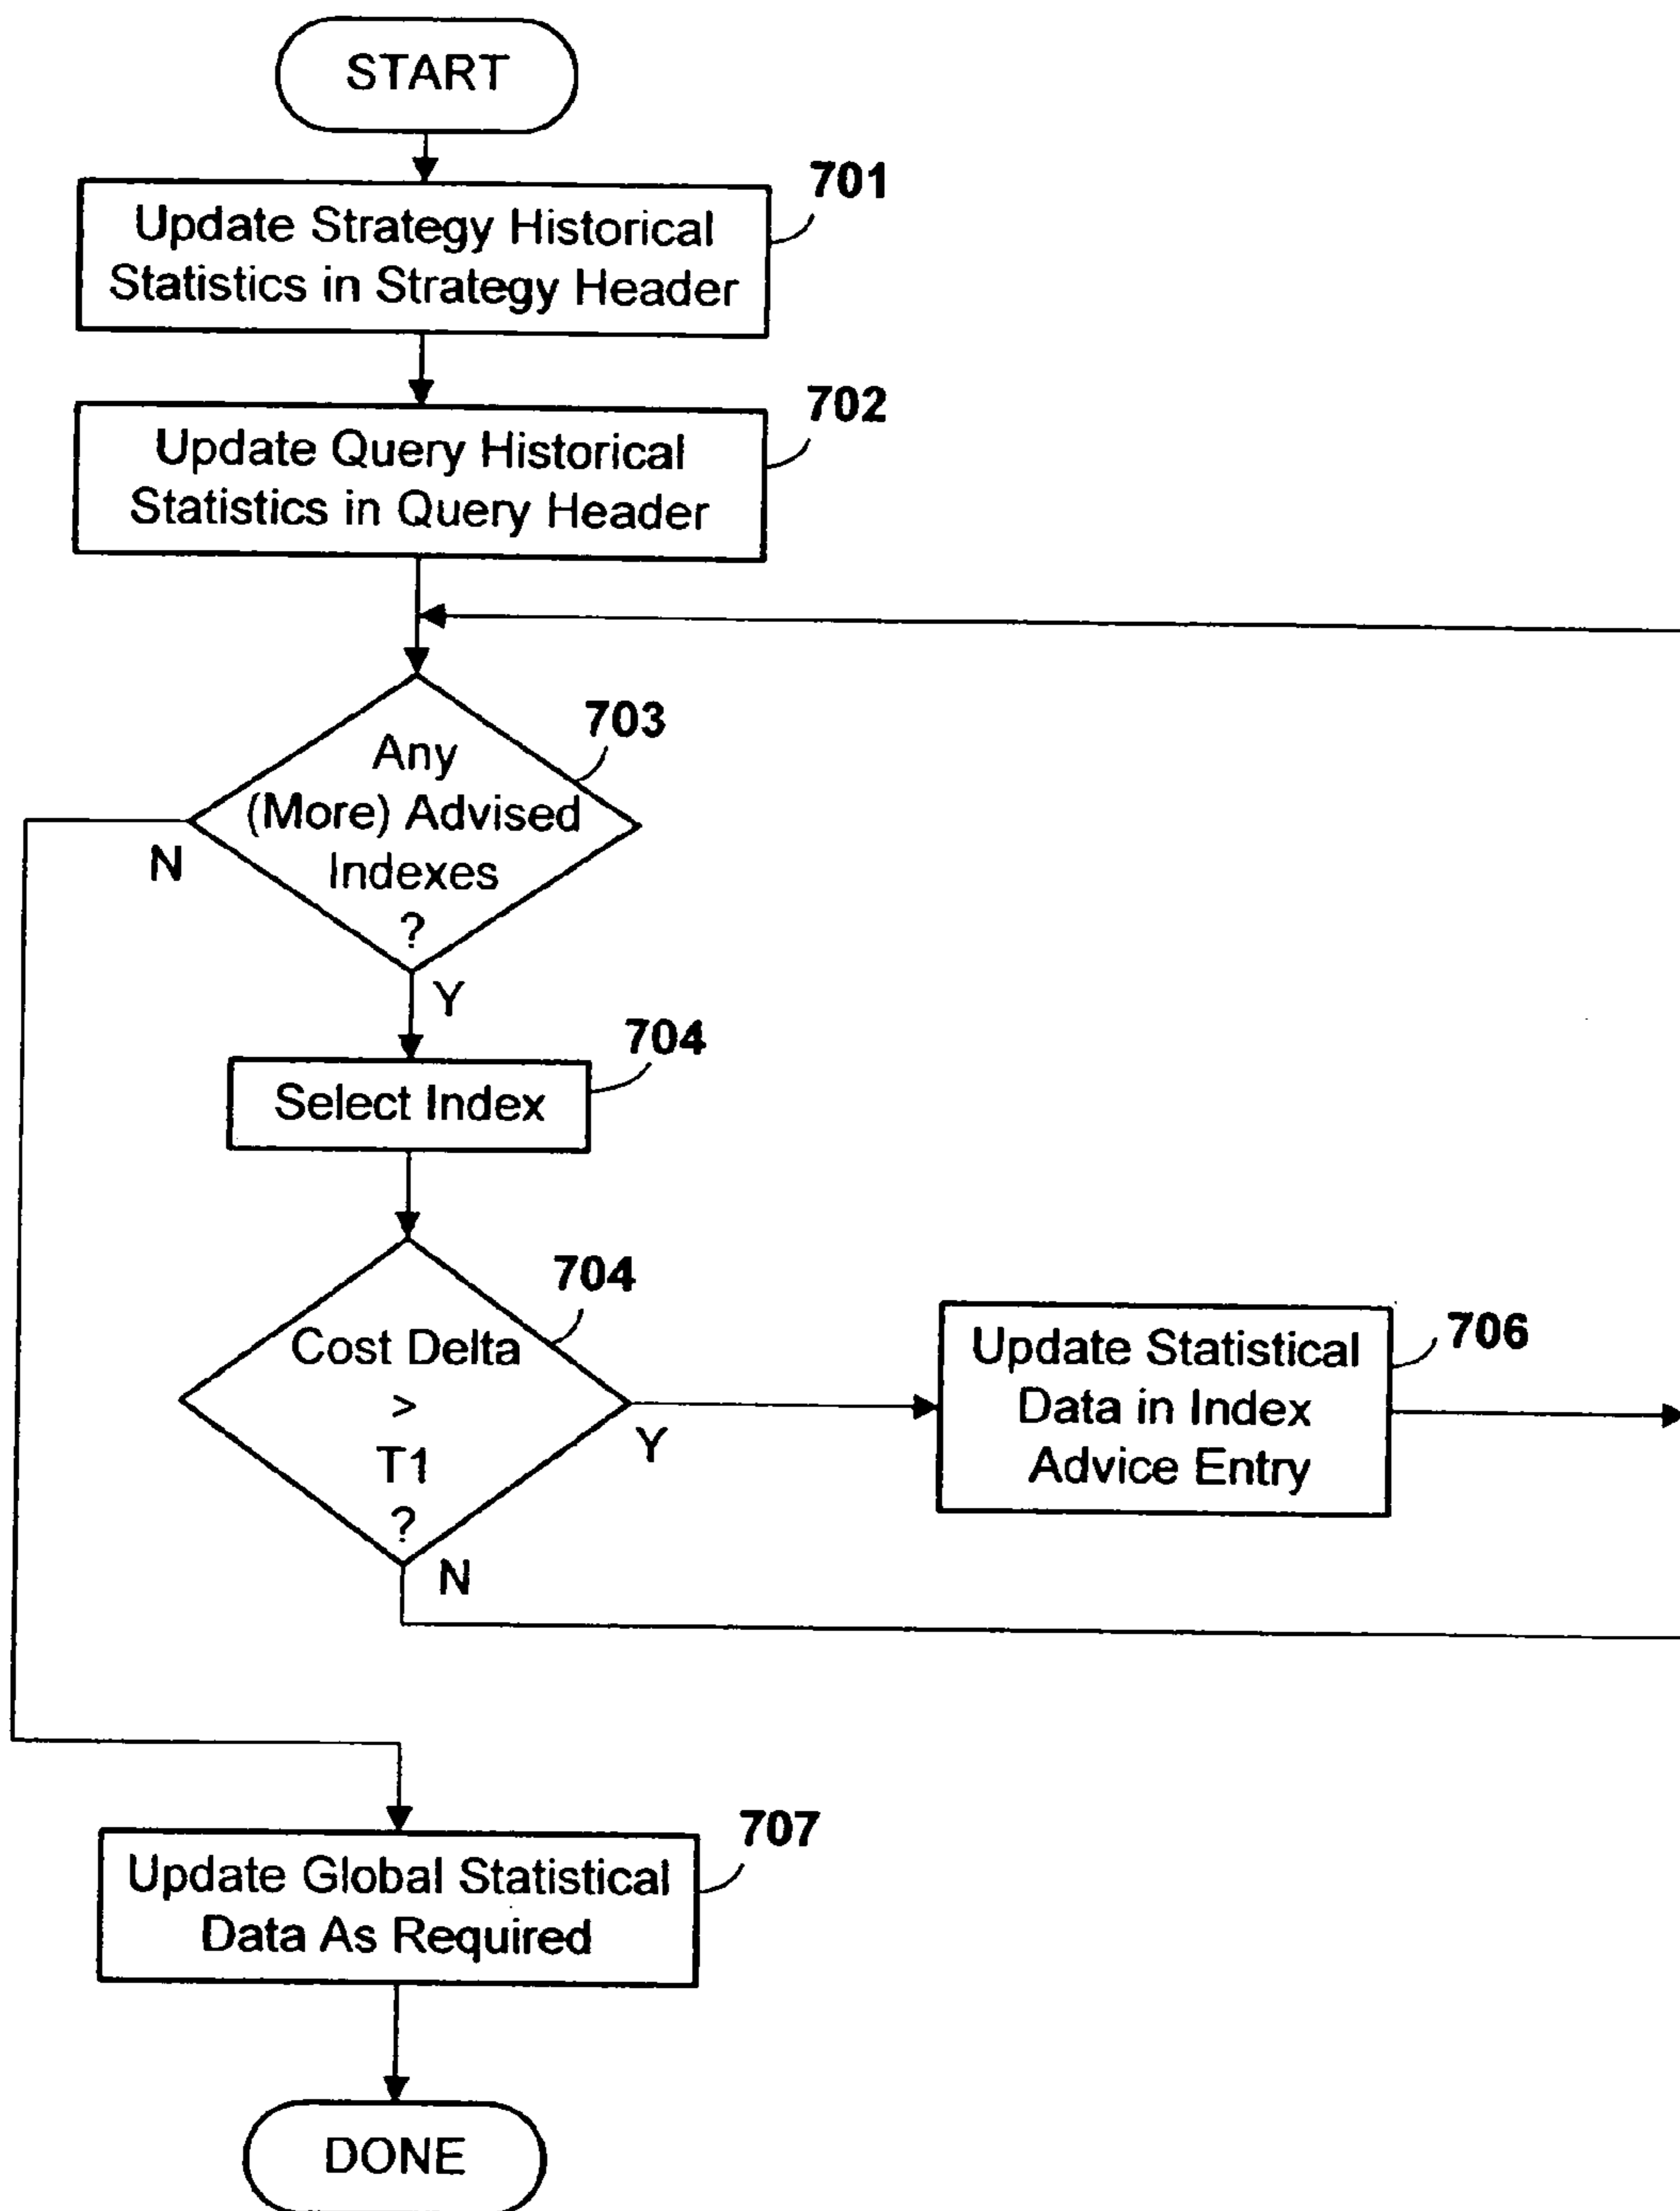 START
701
Update Strategy Historical
Statistics in Strategy Header
702
Update Query Historical
Statistics in Query Header
703
Any
(More) Advised
Indexes
?
N
Y
704
Select Index
704
Cost Delta
>
T1
?
Y
N
706
Update Statistical
Data in Index
Advice Entry
707
Update Global Statistical
Data As Required
DONE